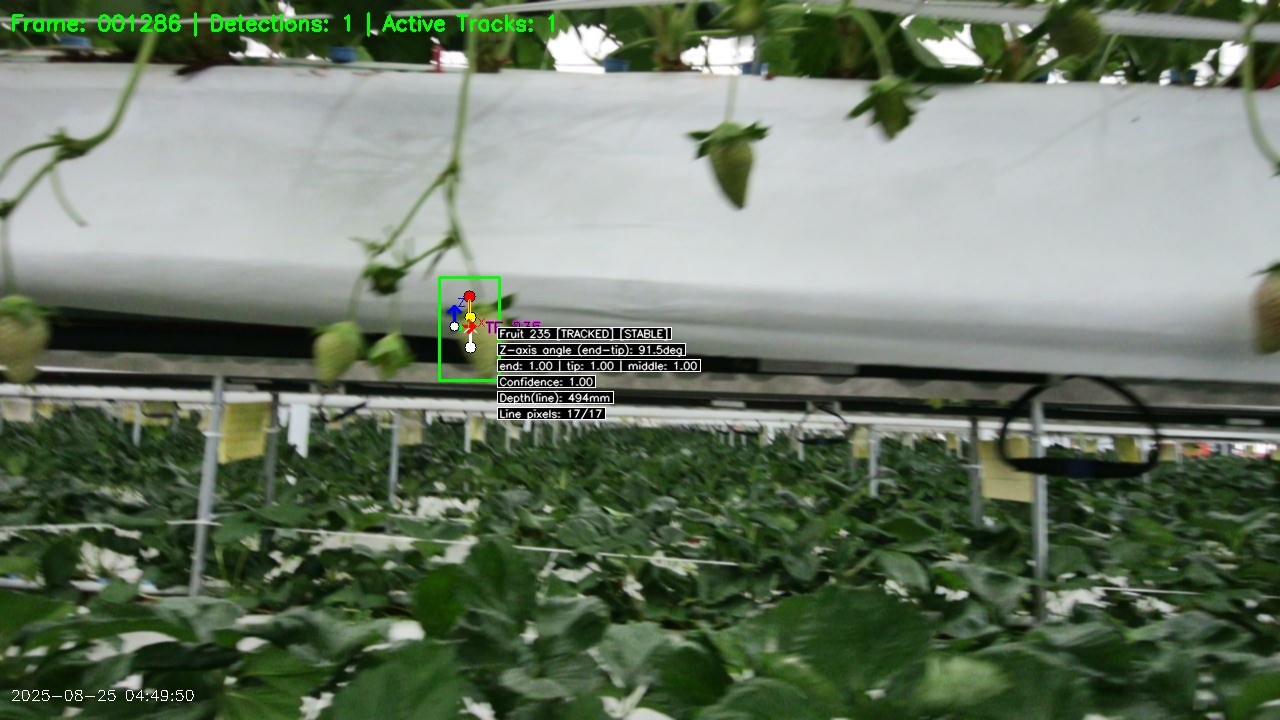 Frame: 001286 | Detections: 1 | Active Tracks: 1
Z
X
Fruit 235 [TRACKED] [STABLE]
Z-axis angle (end-tip): 91.5deg
end: 1.00 | tip: 1.00 | middle: 1.00
Confidence: 1.00
Depth(line): 494mm
Line pixels: 17/17
2025-08-25 04:49:50